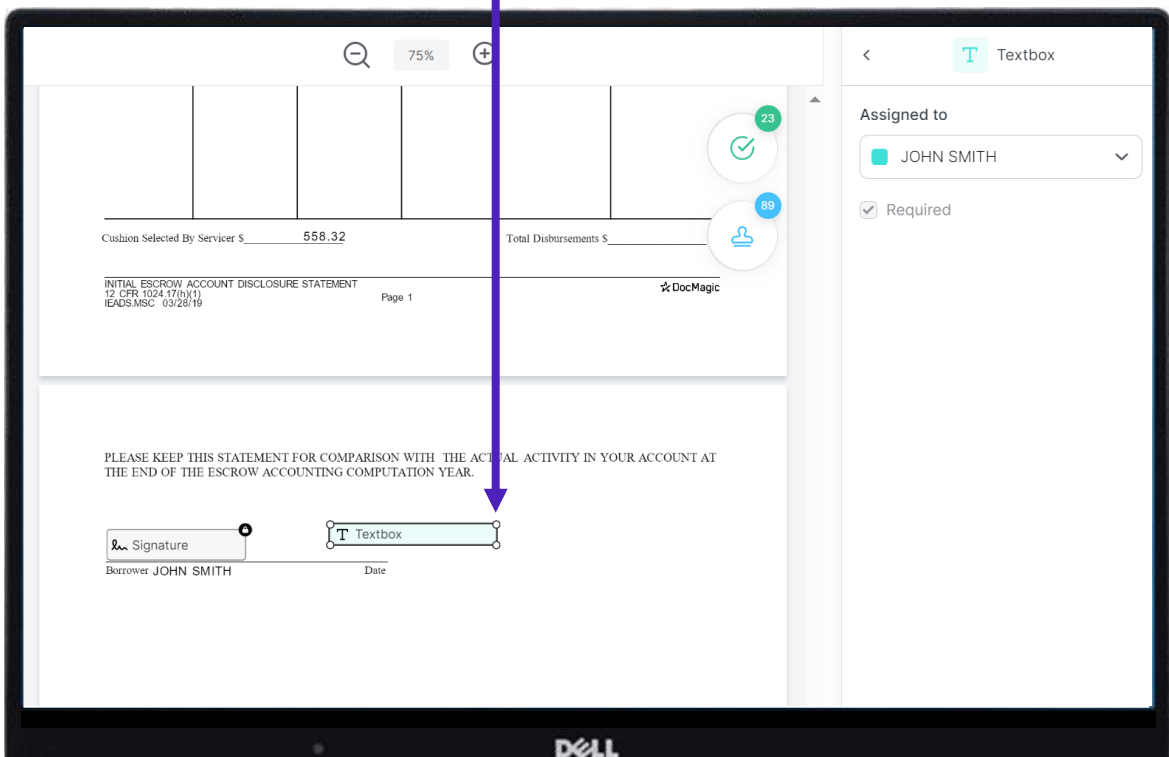 75%
T Textbox
Assigned to
JOHN SMITH
Required
23
89
Cushion Selected By Servicer $ 558.32 Total Disbursements $
INITIAL ESCROW ACCOUNT DISCLOSURE STATEMENT
12 CFR 1024.17(h)(1)
IEADS.MSC 03/28/19
Page 1
DocMagic
PLEASE KEEP THIS STATEMENT FOR COMPARISON WITH THE ACTUAL ACTIVITY IN YOUR ACCOUNT AT
THE END OF THE ESCROW ACCOUNTING COMPUTATION YEAR.
Signature
T Textbox
Borrower JOHN SMITH Date
DELL